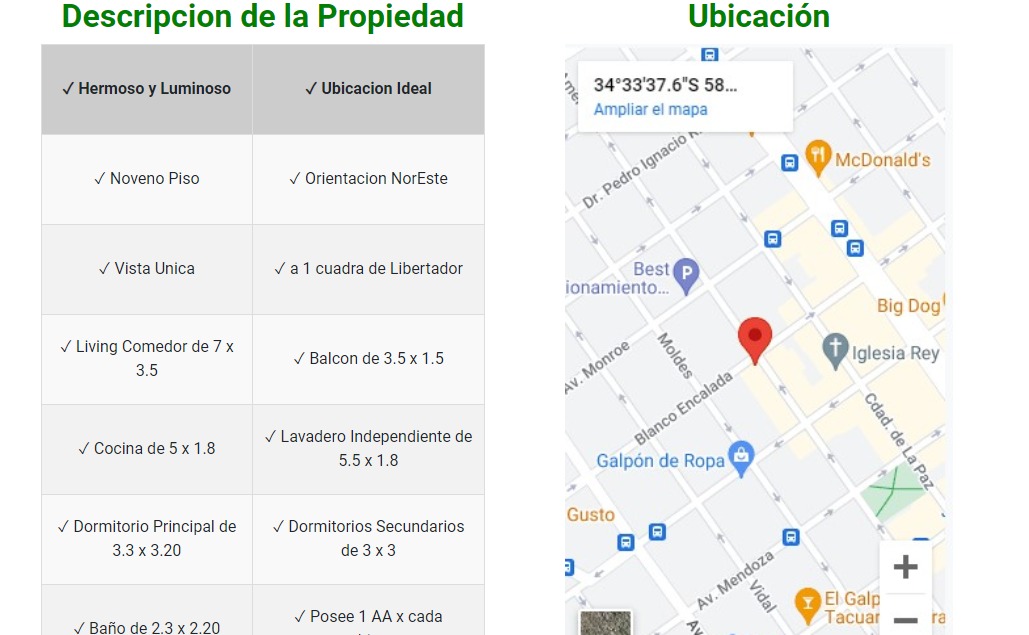 Descripcion de la Propiedad
✓ Hermoso y Luminoso
✓ Ubicacion Ideal
✓ Noveno Piso
✓ Orientacion NorEste
✓ Vista Unica
✓ a 1 cuadra de Libertador
✓ Living Comedor de 7 x
3.5
✓ Balcon de 3.5 x 1.5
✓ Cocina de 5 x 1.8
✓ Lavadero Independiente de
5.5 x 1.8
✓ Dormitorio Principal de
3.3 x 3.20
✓ Dormitorios Secundarios
de 3 x 3
✓ Baño de 2.3 x 2.20
✓ Posee 1 AA x cada
Ubicación
34°33'37.6"S 58...
Ampliar el mapa
Dr. Pedro Ignacio
McDonald's
Best
ionamiento...
Big Dog
Av. Monroe
Moldes
Iglesia Rey
Blanco Encalada
Cdad. de La Paz
Galpón de Ropa
Gusto
Av. Mendoza
Vidal
El Galp
Tacuar
ra
Av
+
−